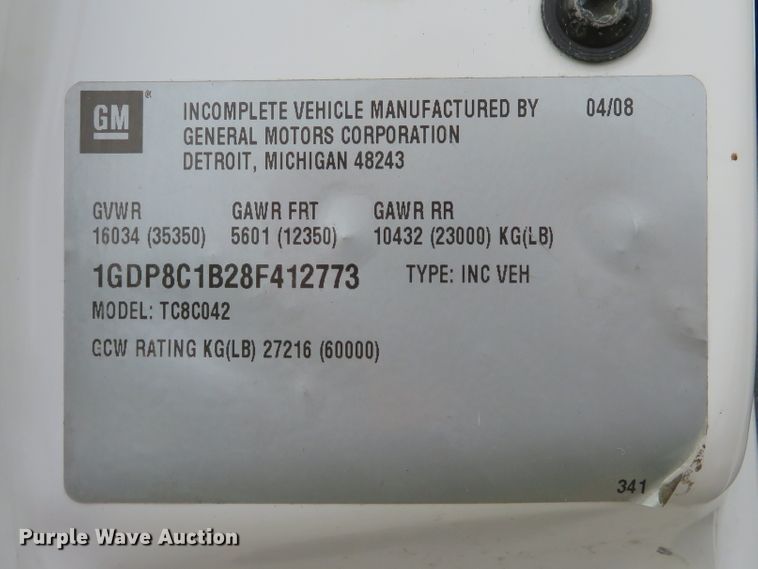 GM® INCOMPLETE VEHICLE MANUFACTURED BY 04/08
GENERAL MOTORS CORPORATION
DETROIT, MICHIGAN 48243
GVWR GAWR FRT GAWR RR
16034 (35350) 5601 (12350) 10432 (23000) KG(LB)
1GDP8C1B28F412773 TYPE: INC VEH
MODEL: TC8C042
GCW RATING KG(LB) 27216 (60000)
341
Purple Wave Auction